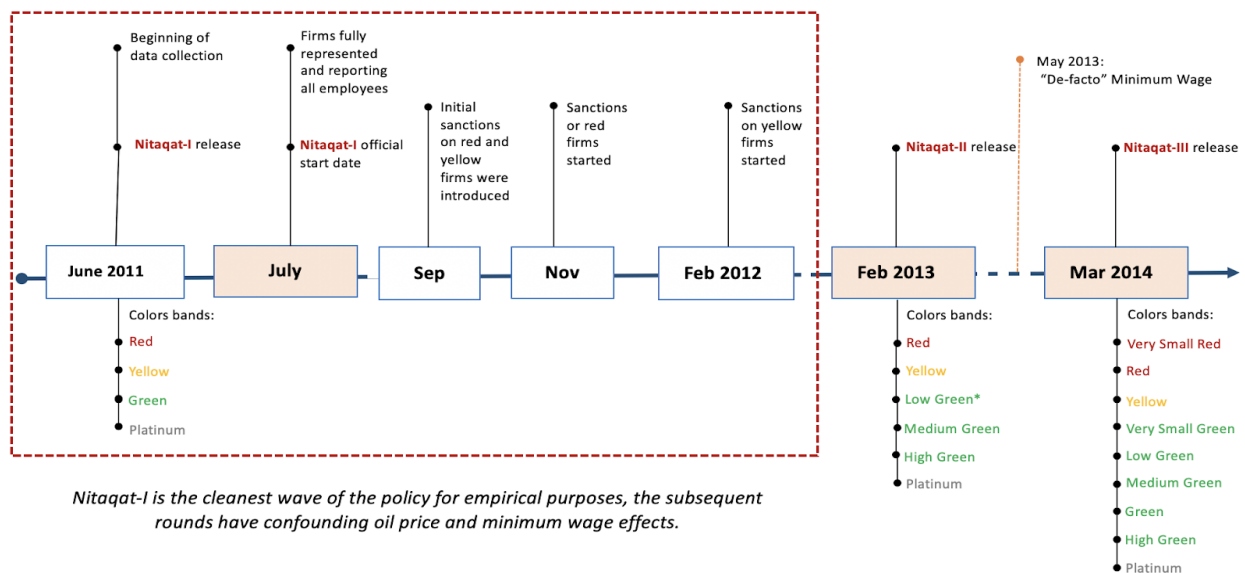 Beginning of
data collection
Nitaqat-I release
Firms fully
represented
and reporting
all employees
Nitaqat-I official
start date
Initial
sanctions
on red and
yellow
firms were
introduced
Sanctions
or red
firms
started
Sanctions
on yellow
firms
started
Nitaqat-II release
May 2013:
“De-facto” Minimum Wage
Nitaqat-III release
June 2011
July
Sep
Nov
Feb 2012
Feb 2013
Mar 2014
Colors bands:
Red
Yellow
Green
Platinum
Colors bands:
Red
Yellow
Low Green*
Medium Green
High Green
Platinum
Colors bands:
Very Small Red
Red
Yellow
Very Small Green
Low Green
Medium Green
Green
High Green
Platinum
Nitaqat-I is the cleanest wave of the policy for empirical purposes, the subsequent
rounds have confounding oil price and minimum wage effects.